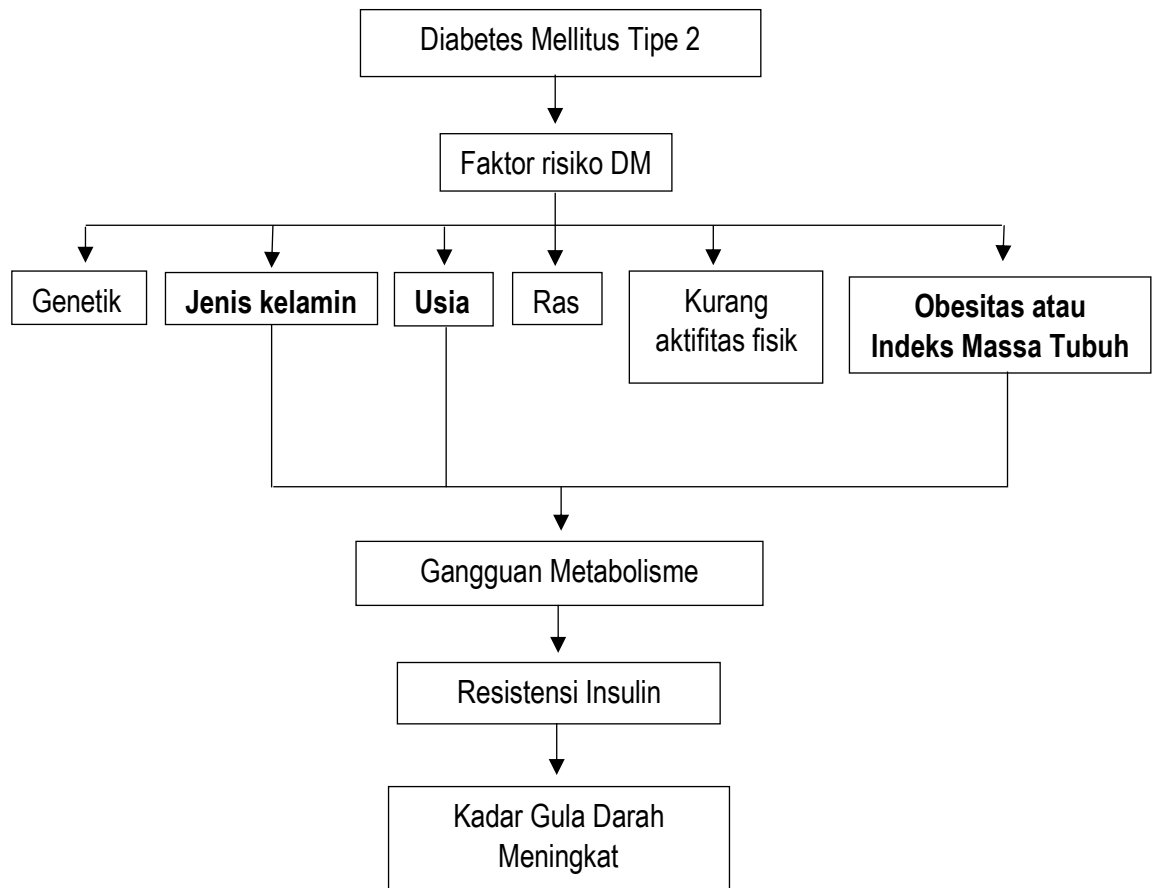 Diabetes Mellitus Tipe 2
Faktor risiko DM
Genetik
Jenis kelamin
Usia
Ras
Kurang
aktifitas fisik
Obesitas atau
Indeks Massa Tubuh
Gangguan Metabolisme
Resistensi Insulin
Kadar Gula Darah
Meningkat